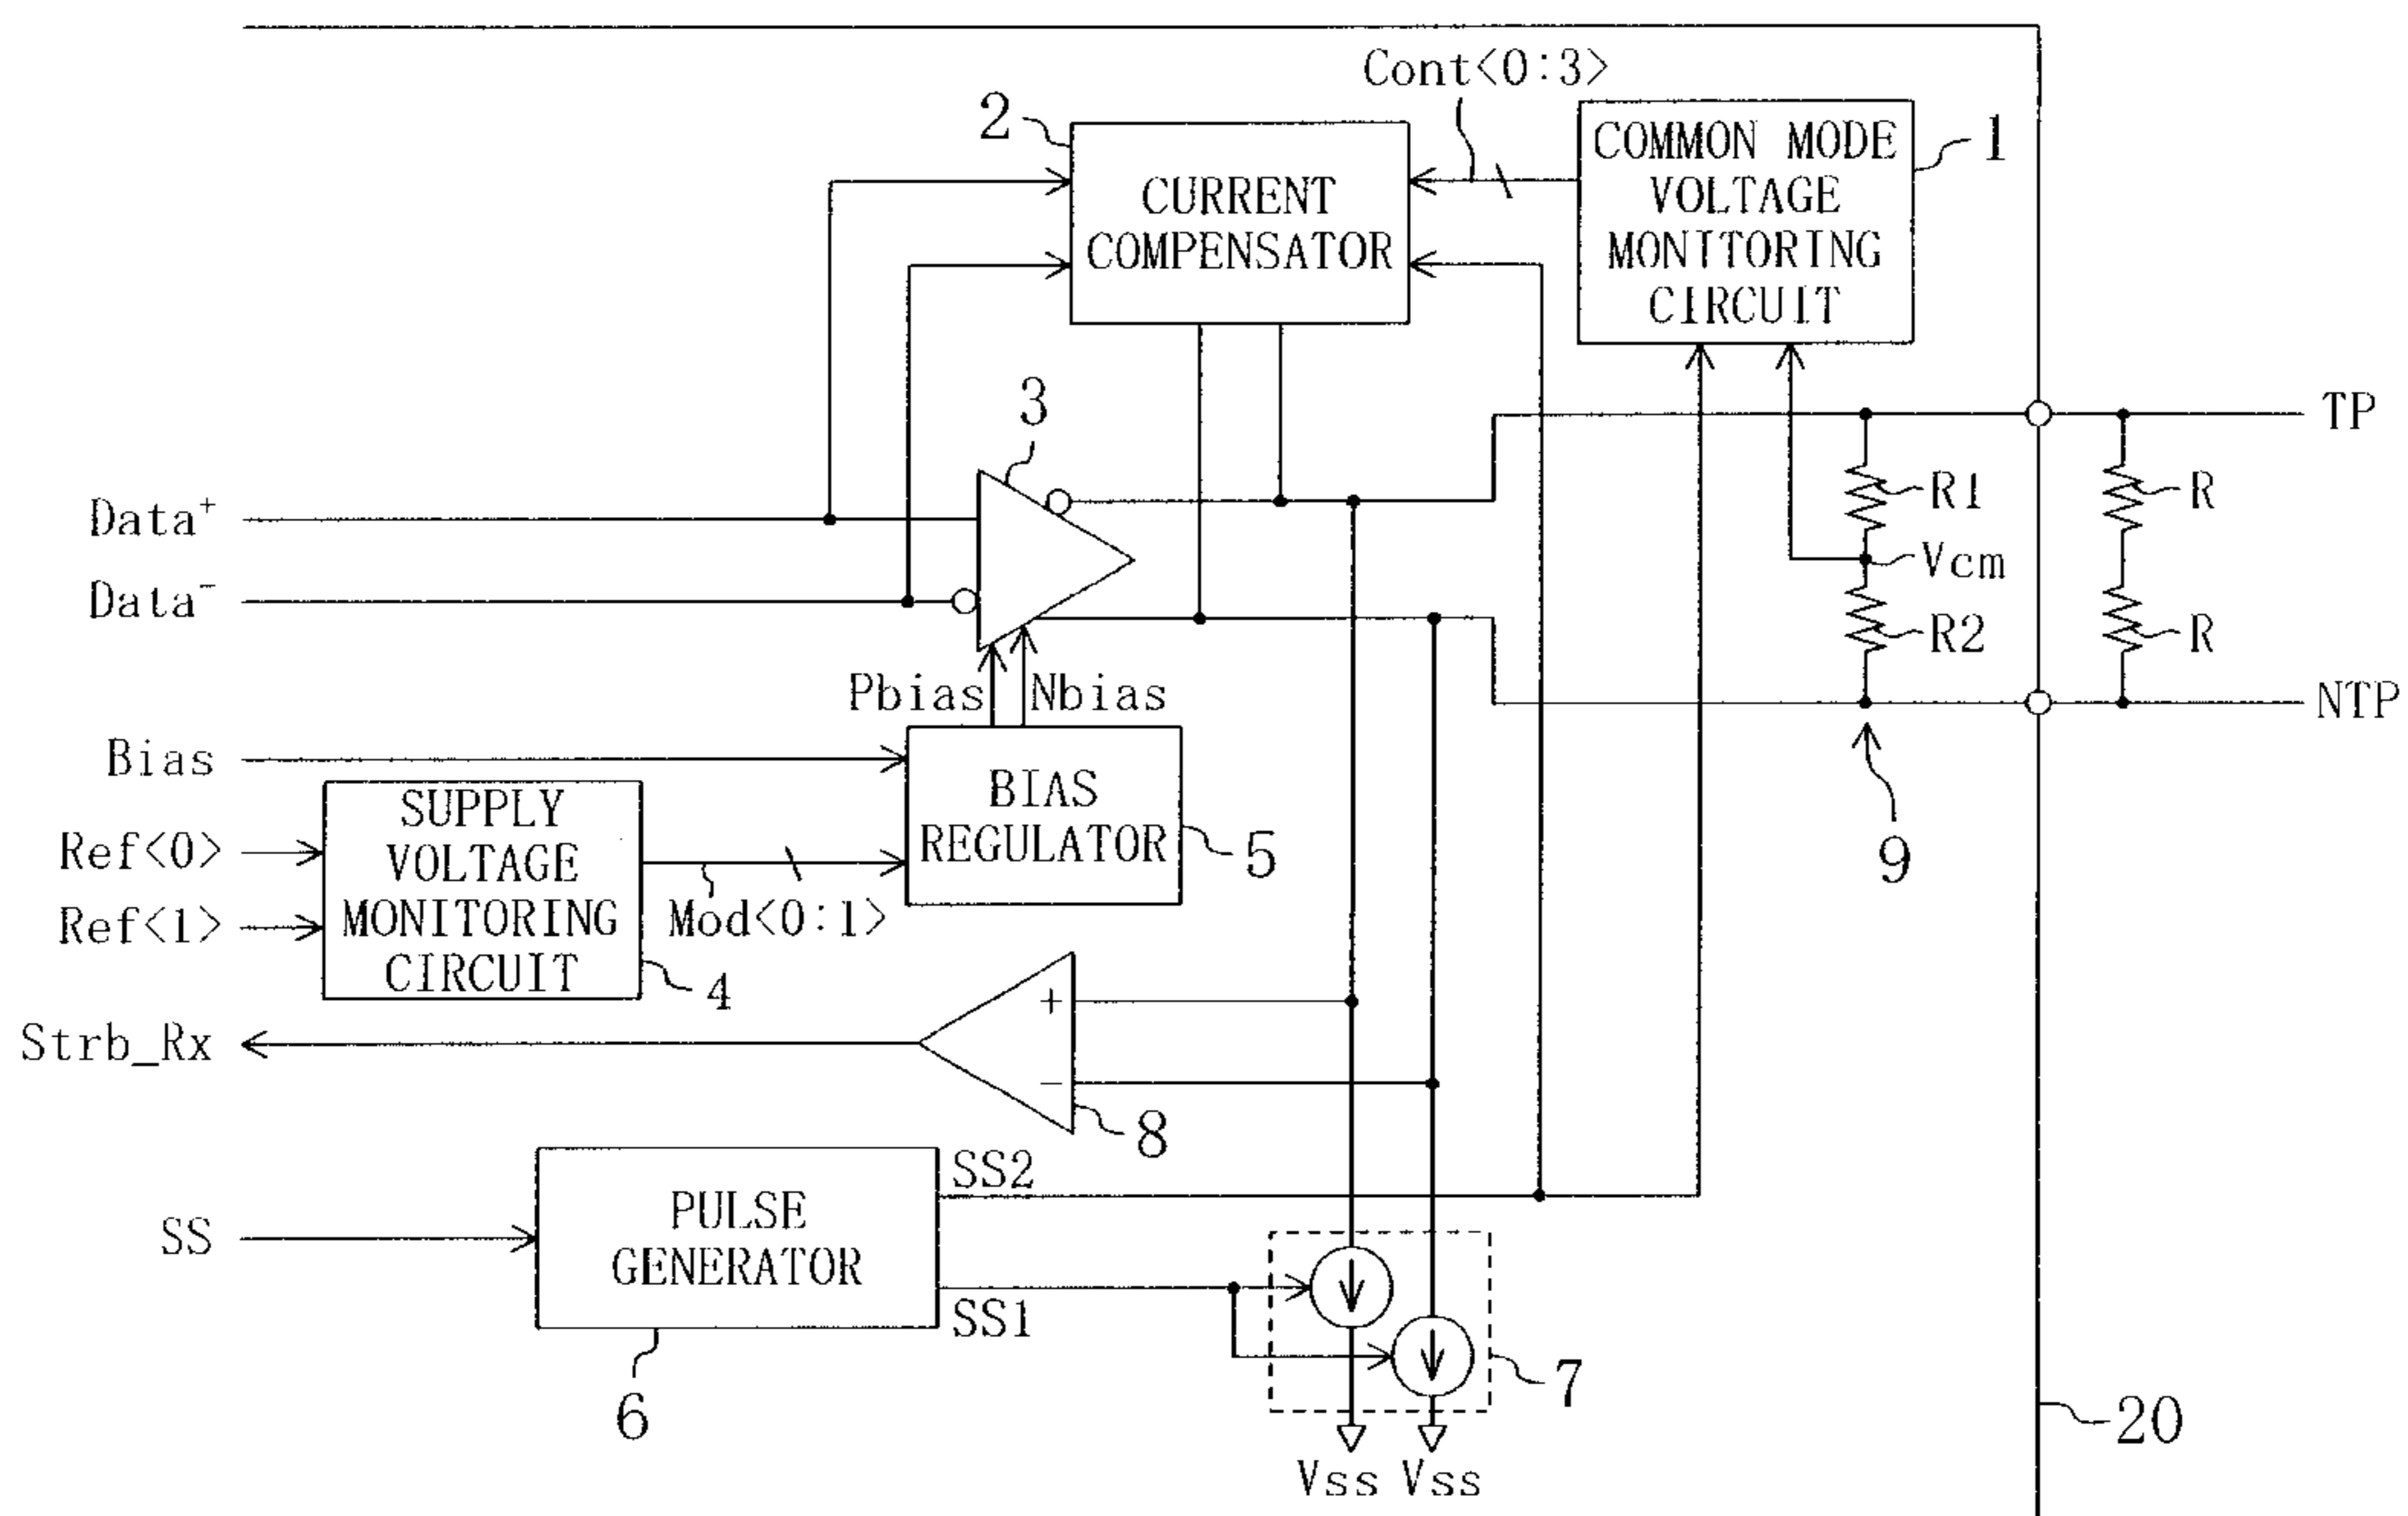 Cont<0:3>
2
CURRENT
COMPENSATOR
COMMON MODE
VOLTAGE
MONITORING
CIRCUIT
1
3
TP
Data⁺
Data⁻
R1
R
Vcm
R2
R
Pbias
Nbias
NTP
Bias
BIAS
REGULATOR
5
SUPPLY
VOLTAGE
MONITORING
CIRCUIT
4
Ref<0>
Ref<1>
Mod<0:1>
9
+
−
Strb_Rx
8
SS2
PULSE
GENERATOR
SS
SS1
6
7
20
Vss
Vss